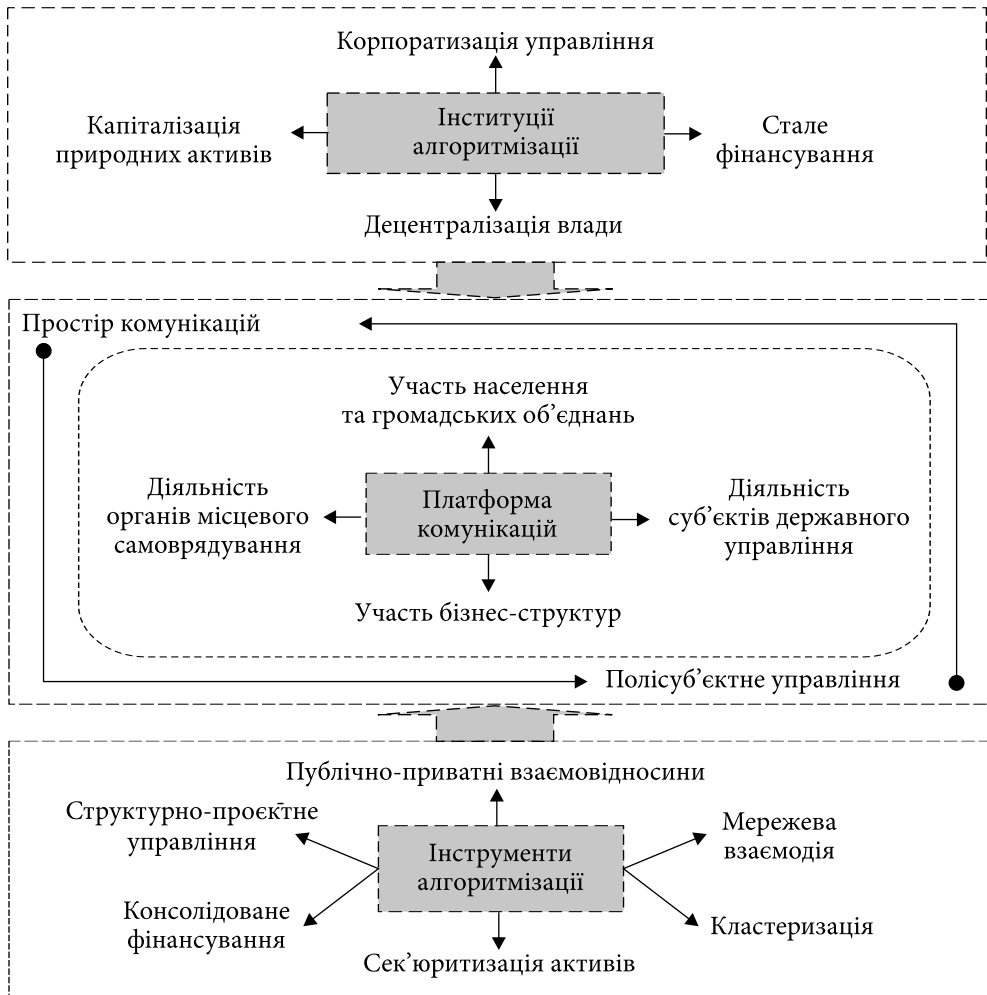 Корпоратизація управління
Капіталізація
природних активів
Інституції
алгоритмізації
Стале
фінансування
Децентралізація влади
Простір комунікацій
Участь населення
та громадських об’єднань
Діяльність
органів місцевого
самоврядування
Платформа
комунікацій
Діяльність
суб’єктів державного
управління
Участь бізнес-структур
Полісуб’єктне управління
Публічно-приватні взаємовідносини
Структурно-проєктне
управління
Інструменти
алгоритмізації
Мережева
взаємодія
Консолідоване
фінансування
Кластеризація
Сек’юритизація активів